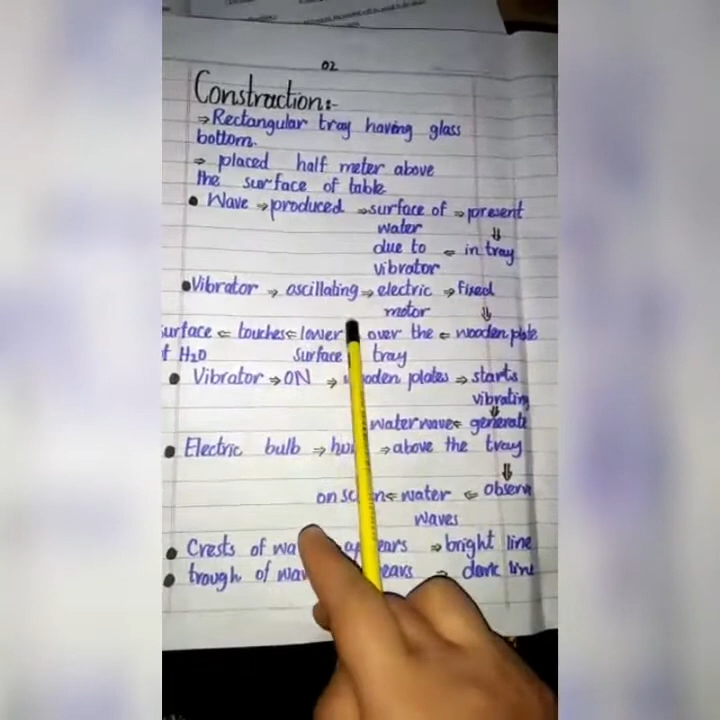 02
Constraction:-
⇒ Rectangular tray having glass
bottom.
⇒ placed half meter above
the surface of table
• Wave ⇒ produced ⇒ surface of ⇒ present
water ⇓
due to ⇐ in tray
vibrator
• Vibrator ⇒ oscillating ⇒ electric ⇒ fixed
motor ⇓
surface ⇐ touches ⇐ lower over the ⇐ wooden plate
of H2O surface tray
• Vibrator ⇒ ON ⇒ wooden plates ⇒ starts
vibrating
⇓
water wave ⇐ generate
• Electric bulb ⇒ ⇒ above the tray
⇓
on ⇐ water ⇐ observe
waves
• Crests of appears ⇒ bright line
• trough of ⇒ dark line